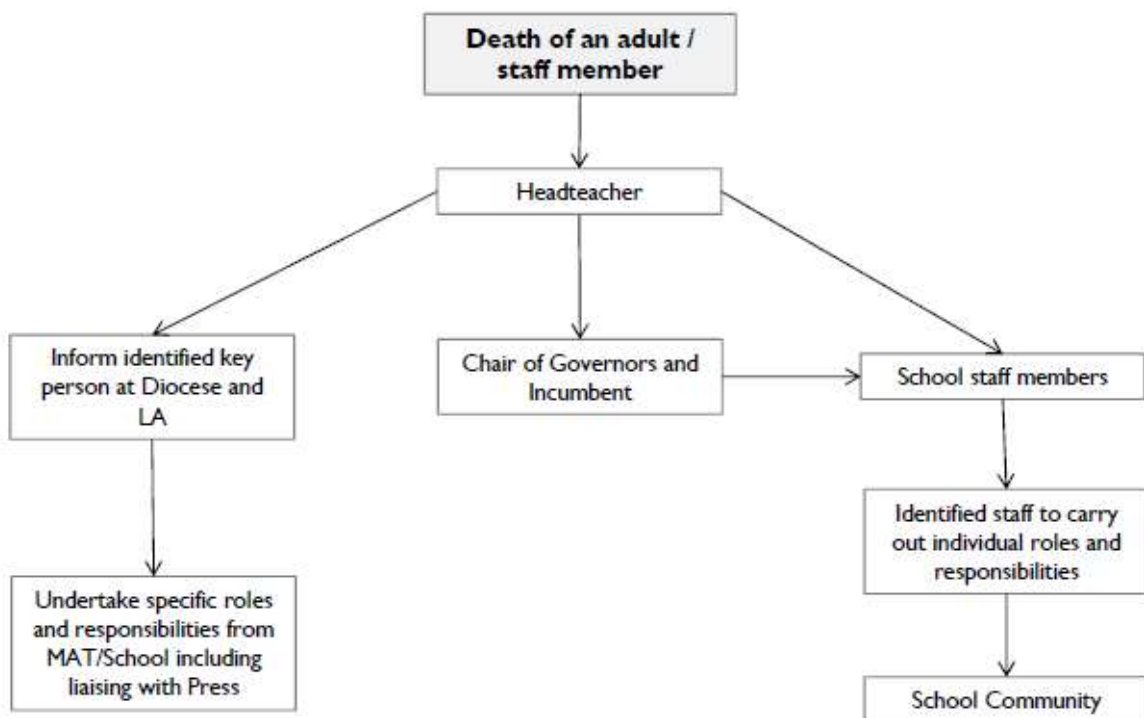 Death of an adult /
staff member
Headteacher
Inform identified key
person at Diocese and
LA
Chair of Governors and
Incumbent
School staff members
Identified staff to carry
out individual roles and
responsibilities
Undertake specific roles
and responsibilities from
MAT/School including
liaising with Press
School Community